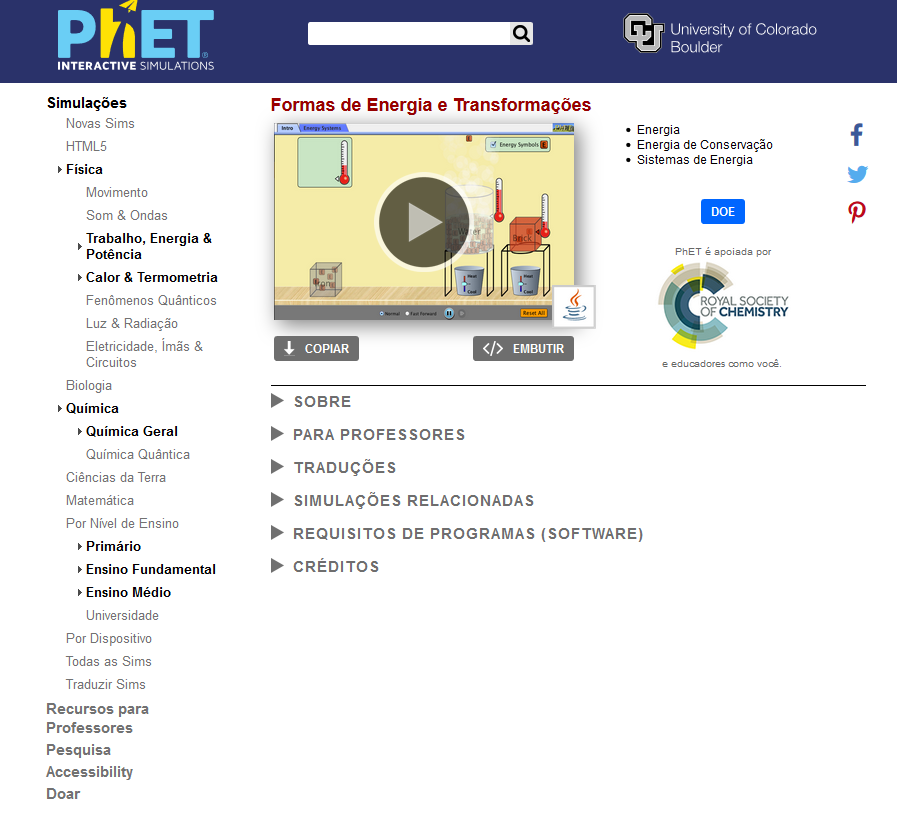 PhET
INTERACTIVE SIMULATIONS
University of Colorado
Boulder
Simulações
Novas Sims
HTML5
Física
Movimento
Som & Ondas
Trabalho, Energia &
Potência
Calor & Termometria
Fenômenos Quânticos
Luz & Radiação
Eletricidade, Ímãs &
Circuitos
Biologia
Química
Química Geral
Química Quântica
Ciências da Terra
Matemática
Por Nível de Ensino
Primário
Ensino Fundamental
Ensino Médio
Universidade
Por Dispositivo
Todas as Sims
Traduzir Sims
Recursos para
Professores
Pesquisa
Accessibility
Doar
Formas de Energia e Transformações
Intro Energy Systems
Energy Symbols E
Water
Brick
Iron
Heat
Cool
Heat
Cool
Normal Fast Forward
Reset All
COPIAR
EMBUTIR
Energia
Energia de Conservação
Sistemas de Energia
DOE
PhET é apoiada por
ROYAL SOCIETY
OF CHEMISTRY
e educadores como você.
SOBRE
PARA PROFESSORES
TRADUÇÕES
SIMULAÇÕES RELACIONADAS
REQUISITOS DE PROGRAMAS (SOFTWARE)
CRÉDITOS